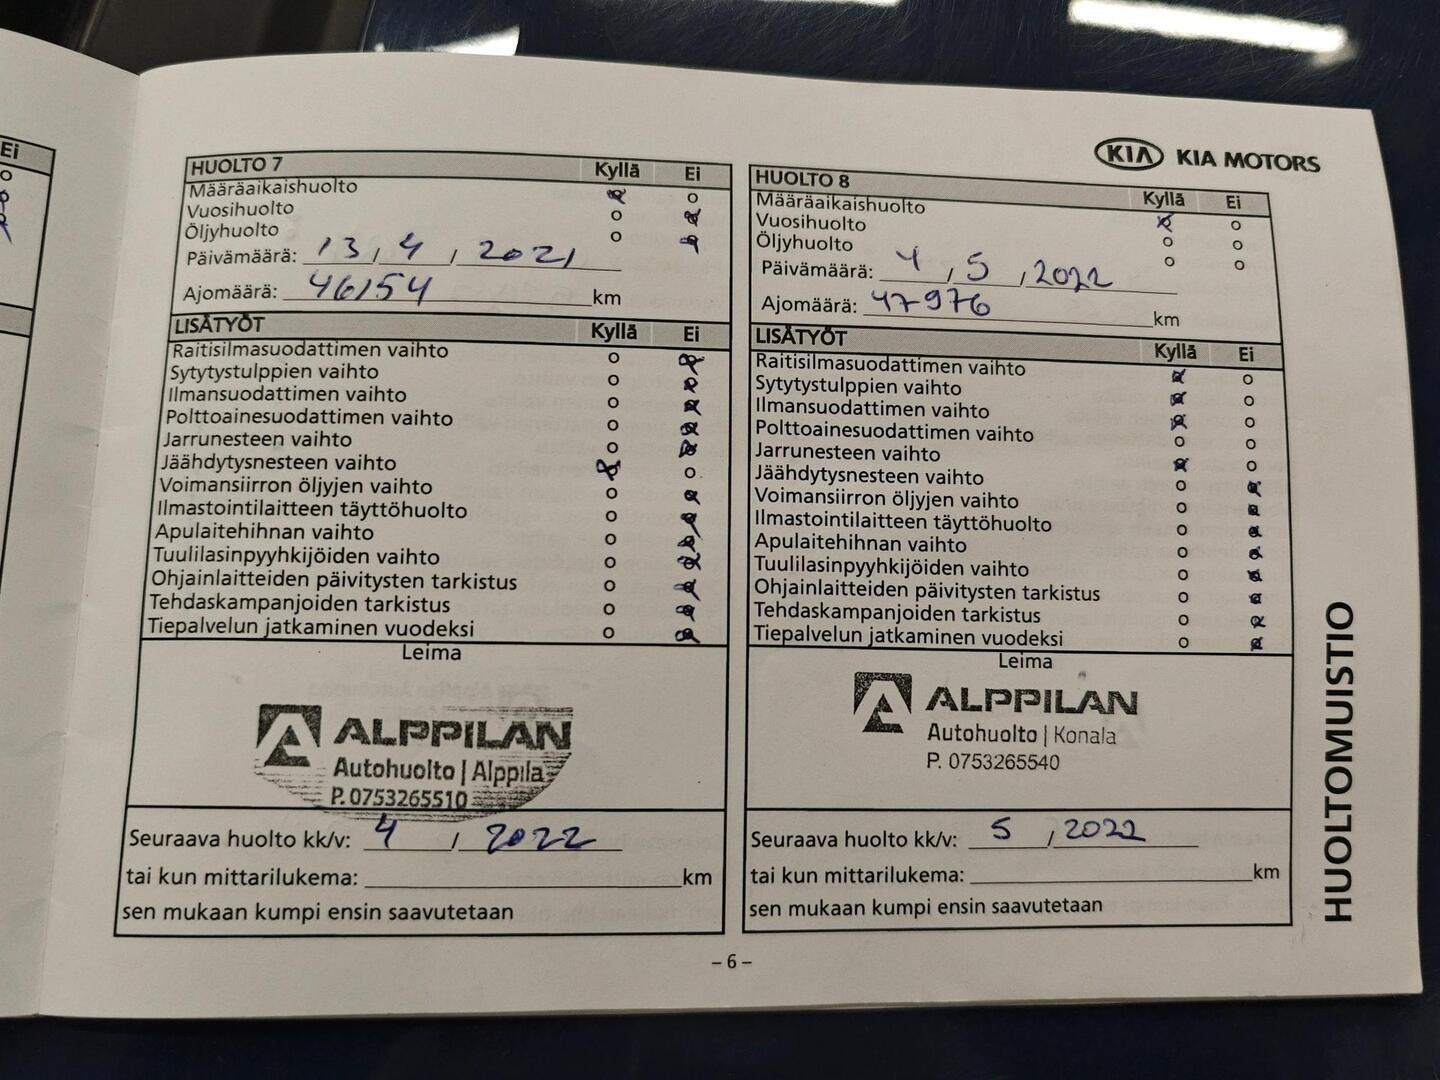 Ei
KIA KIA MOTORS
HUOLTO 7 Kyllä Ei
Määräaikaishuolto
Vuosihuolto
Öljyhuolto
Päivämäärä: 13 / 4 / 2021
Ajomäärä: 46154 km
LISÄTYÖT Kyllä Ei
Raitisilmasuodattimen vaihto
Sytytystulppien vaihto
Ilmansuodattimen vaihto
Polttoainesuodattimen vaihto
Jarrunesteen vaihto
Jäähdytysnesteen vaihto
Voimansiirron öljyjen vaihto
Ilmastointilaitteen täyttöhuolto
Apulaitehihnan vaihto
Tuulilasinpyyhkijöiden vaihto
Ohjainlaitteiden päivitysten tarkistus
Tehdaskampanjoiden tarkistus
Tiepalvelun jatkaminen vuodeksi
Leima
ALPPILAN
Autohuolto | Alppila
P. 0753265510
Seuraava huolto kk/v: 4 / 2022
tai kun mittarilukema: km
sen mukaan kumpi ensin saavutetaan
HUOLTO 8 Kyllä Ei
Määräaikaishuolto
Vuosihuolto
Öljyhuolto
Päivämäärä: 4 / 5 / 2022
Ajomäärä: 47976 km
LISÄTYÖT Kyllä Ei
Raitisilmasuodattimen vaihto
Sytytystulppien vaihto
Ilmansuodattimen vaihto
Polttoainesuodattimen vaihto
Jarrunesteen vaihto
Jäähdytysnesteen vaihto
Voimansiirron öljyjen vaihto
Ilmastointilaitteen täyttöhuolto
Apulaitehihnan vaihto
Tuulilasinpyyhkijöiden vaihto
Ohjainlaitteiden päivitysten tarkistus
Tehdaskampanjoiden tarkistus
Tiepalvelun jatkaminen vuodeksi
Leima
ALPPILAN
Autohuolto | Konala
P. 0753265540
Seuraava huolto kk/v: 5 / 2022
tai kun mittarilukema: km
sen mukaan kumpi ensin saavutetaan
HUOLTOMUISTIO
– 6 –